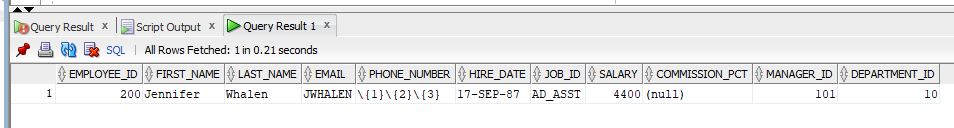 Query Result x Script Output x Query Result 1 x
SQL | All Rows Fetched: 1 in 0.21 seconds
EMPLOYEE_ID FIRST_NAME LAST_NAME EMAIL PHONE_NUMBER HIRE_DATE JOB_ID SALARY COMMISSION_PCT MANAGER_ID DEPARTMENT_ID
1 200 Jennifer Whalen JWHALEN \{1}\{2}\{3} 17-SEP-87 AD_ASST 4400 (null) 101 10